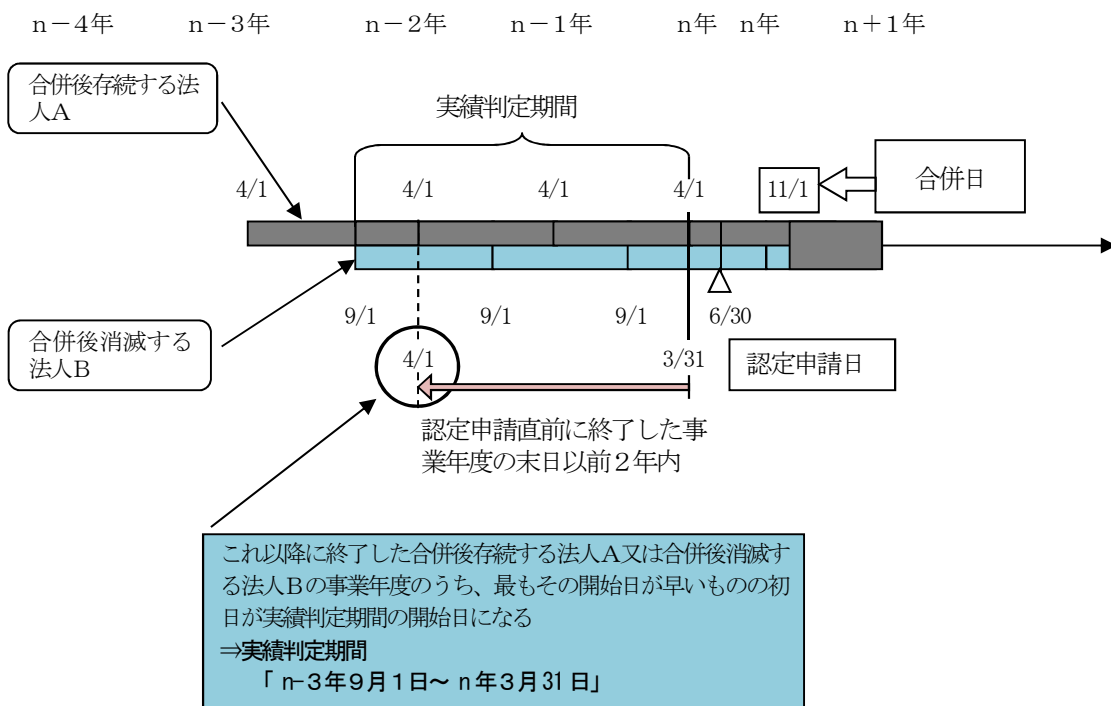 n－4年
n－3年
n－2年
n－1年
n年
n年
n＋1年
合併後存続する法
人Ａ
実績判定期間
4/1
4/1
4/1
4/1
11/1
合併日
9/1
9/1
9/1
6/30
合併後消滅する
法人Ｂ
4/1
3/31
認定申請日
認定申請直前に終了した事
業年度の末日以前２年内
これ以降に終了した合併後存続する法人Ａ又は合併後消滅す
る法人Ｂの事業年度のうち、最もその開始日が早いものの初
日が実績判定期間の開始日になる
⇒実績判定期間
「 n-3年９月１日～ n 年３月31 日」